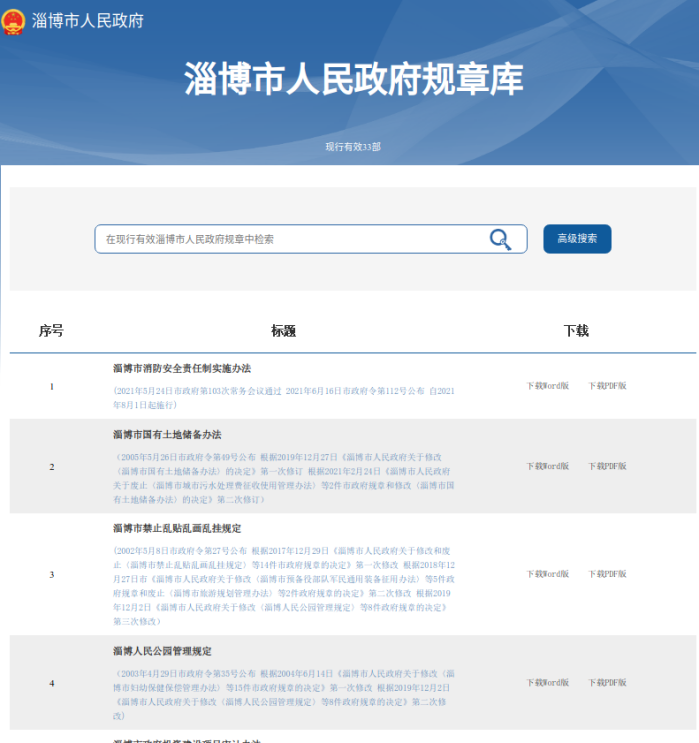 淄博市人民政府
淄博市人民政府规章库
现行有效33部
在现行有效淄博市人民政府规章中检索
高级搜索
序号 标题 下载
淄博市消防安全责任制实施办法
1
(2021年5月24日市政府第103次常务会议通过 2021年6月16日市政府令第112号公布 自2021
年8月1日起施行)
下载Word版 下载PDF版
淄博市国有土地储备办法
2
（2005年5月26日市政府令第49号公布 根据2019年12月27日《淄博市人民政府关于修改
〈淄博市国有土地储备办法〉的决定》第一次修订 根据2021年2月24日《淄博市人民政府
关于废止〈淄博市城市污水处理费征收使用管理办法〉等2件市政府规章和修改〈淄博市国
有土地储备办法〉的决定》第二次修订）
下载Word版 下载PDF版
淄博市禁止乱贴乱画乱挂规定
3
(2002年5月8日市政府令第27号公布 根据2017年12月29日《淄博市人民政府关于修改和废
止〈淄博市禁止乱贴乱画乱挂规定〉等14件市政府规章的决定》第一次修改 根据2018年12
月27日市《淄博市人民政府关于修改〈淄博市预备役部队军民通用装备征用办法〉等5件政
府规章和废止〈淄博市旅游规划管理办法〉等2件政府规章的决定》第二次修改 根据2019
年12月2日《淄博市人民政府关于修改〈淄博人民公园管理规定〉等8件政府规章的决定》
第三次修改）
下载Word版 下载PDF版
淄博人民公园管理规定
4
（2003年4月29日市政府令第35号公布 根据2004年6月14日《淄博市人民政府关于修改〈淄
博市妇幼保健保偿管理办法〉等15件市政府规章的决定》第一次修改 根据2019年12月2日
《淄博市人民政府关于修改〈淄博人民公园管理规定〉等8件政府规章的决定》第二次修
改）
下载Word版 下载PDF版